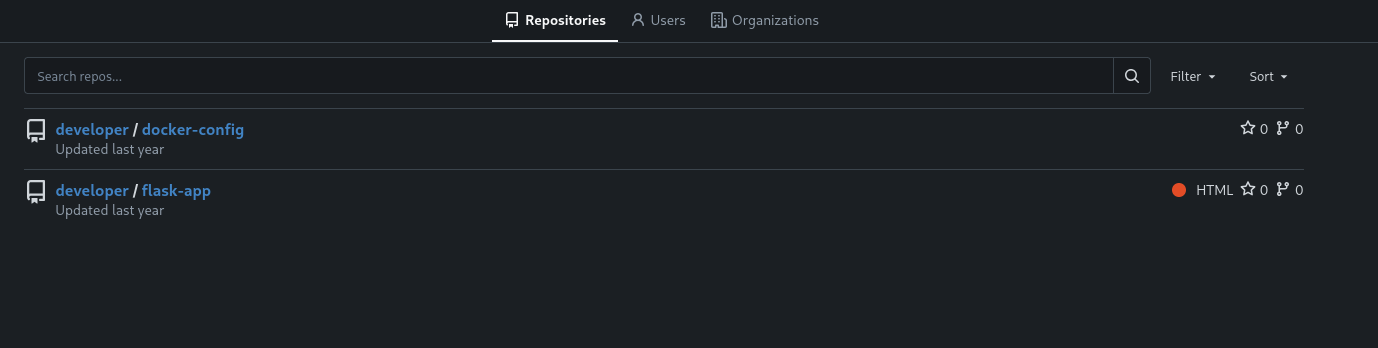 Repositories Users Organizations
Search repos... Filter Sort
developer / docker-config 0 0
Updated last year
developer / flask-app HTML 0 0
Updated last year